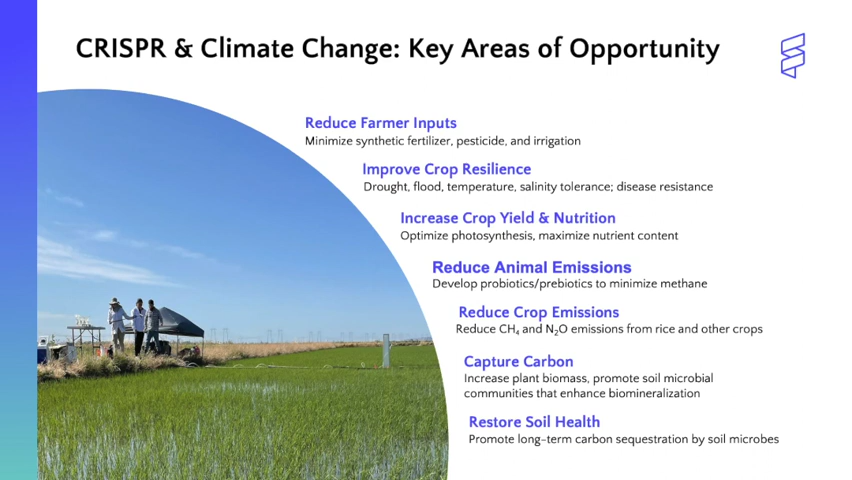 CRISPR & Climate Change: Key Areas of Opportunity
Reduce Farmer Inputs
Minimize synthetic fertilizer, pesticide, and irrigation
Improve Crop Resilience
Drought, flood, temperature, salinity tolerance; disease resistance
Increase Crop Yield & Nutrition
Optimize photosynthesis, maximize nutrient content
Reduce Animal Emissions
Develop probiotics/prebiotics to minimize methane
Reduce Crop Emissions
Reduce CH₄ and N₂O emissions from rice and other crops
Capture Carbon
Increase plant biomass, promote soil microbial
communities that enhance biomineralization
Restore Soil Health
Promote long-term carbon sequestration by soil microbes